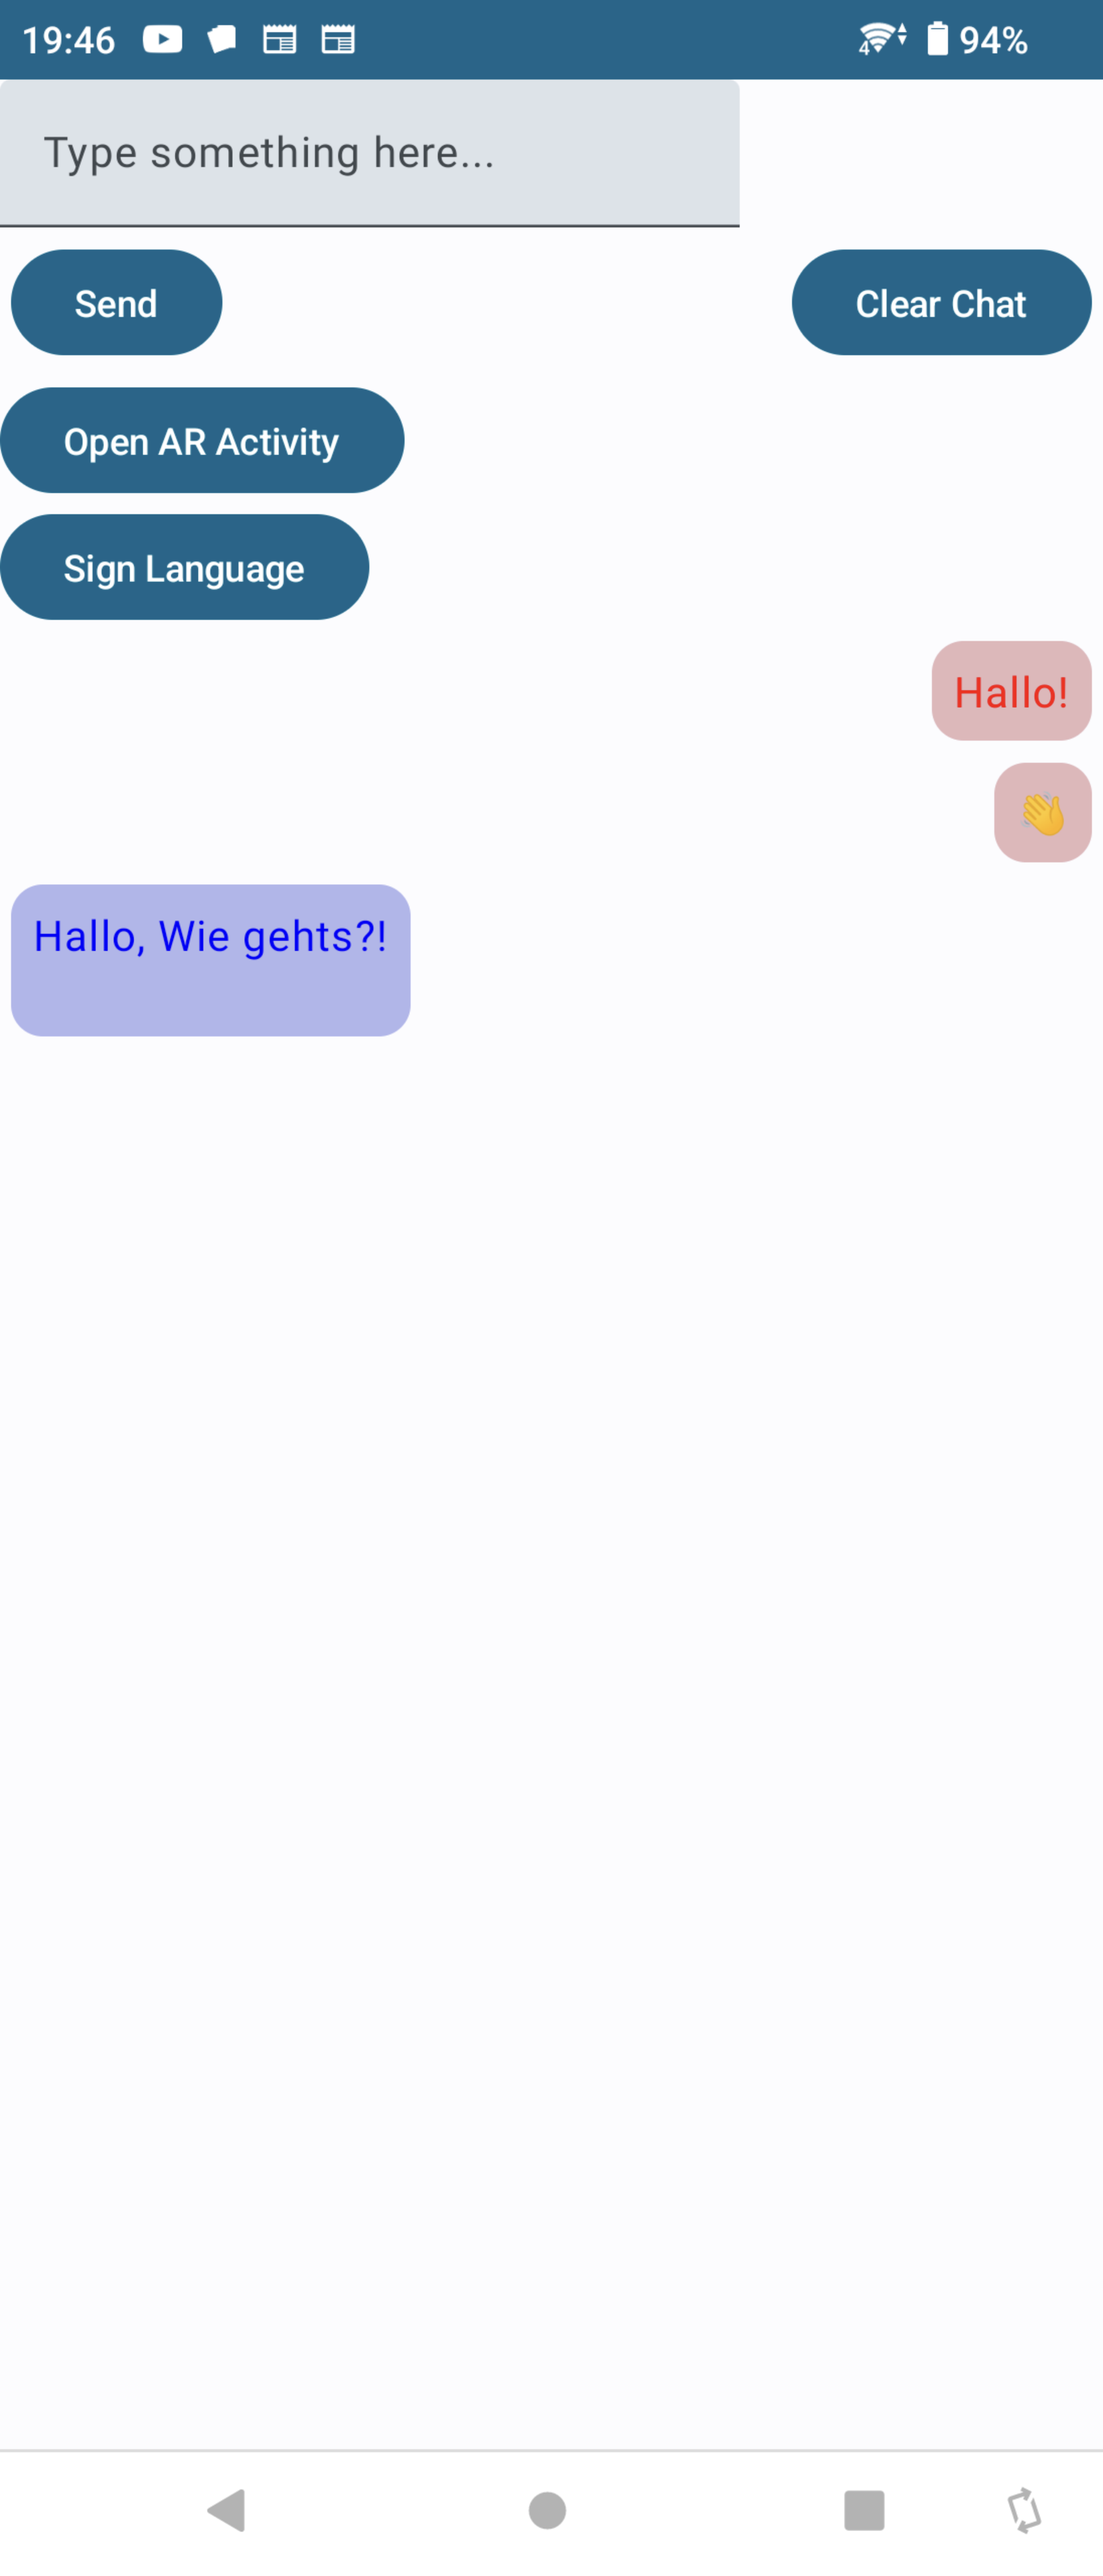 19:46 94%
Type something here...
Send Clear Chat
Open AR Activity
Sign Language
Hallo!
👋
Hallo, Wie gehts?!